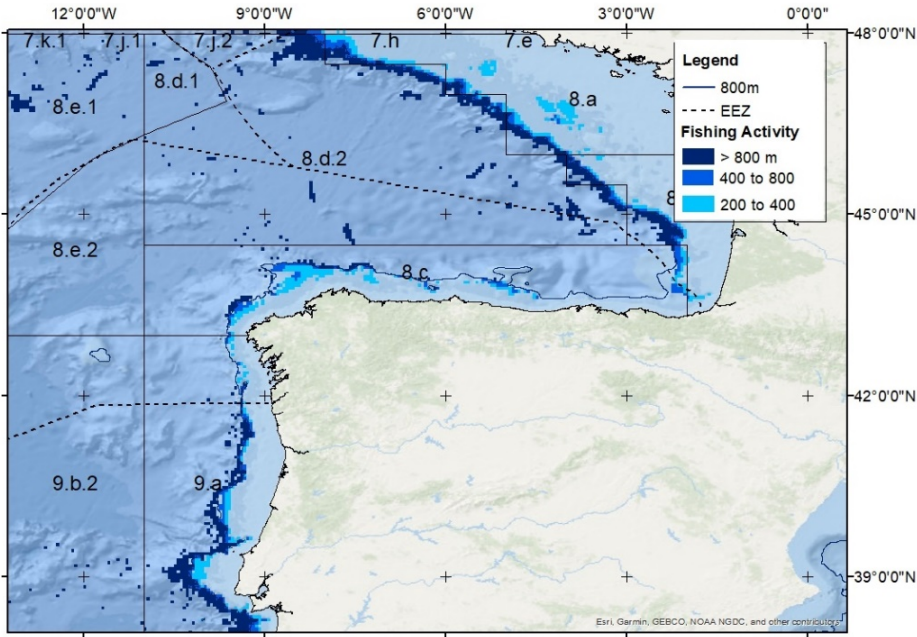 12°0'0"W 9°0'0"W 6°0'0"W 3°0'0"W 0°0'0"
7.k.1 7.j.1 7.j.2 7.h 7.e 48°0'0"N
Legend
8.d.1
800m
8.e.1 8.a
EEZ
Fishing Activity
> 800 m
8.d.2
400 to 800
8
200 to 400
45°0'0"N
8.e.2
8.c
42°0'0"N
9.b.2 9.a
39°0'0"N
Esri, Garmin, GEBCO, NOAA NGDC, and other contributors